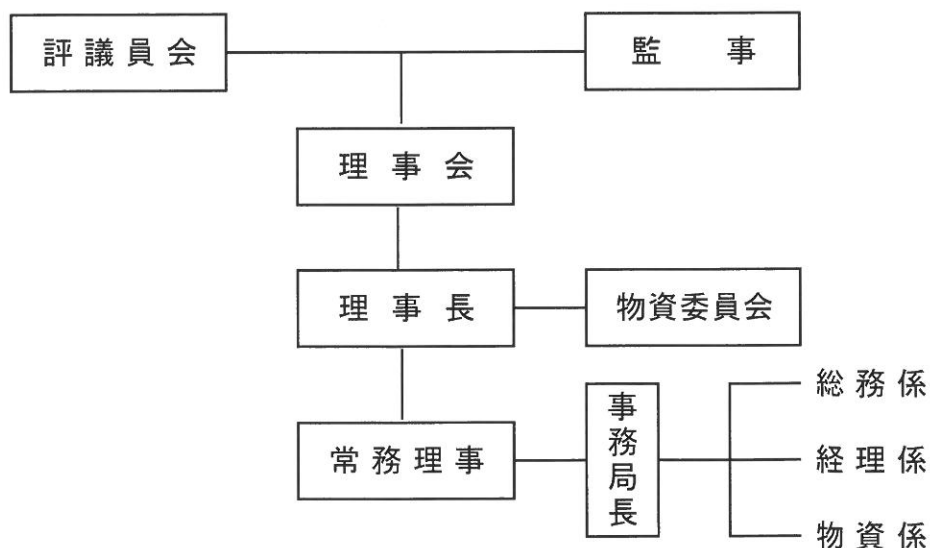 評議員会
監事
理事会
理事長
物資委員会
総務係
常務理事
事務局長
経理係
物資係